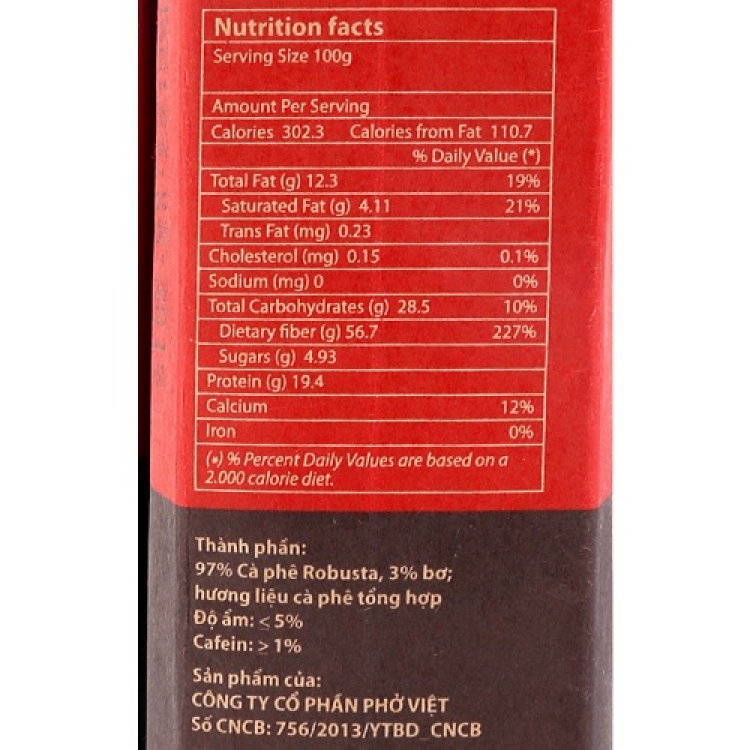 Nutrition facts
Serving Size 100g
Amount Per Serving
Calories 302.3 Calories from Fat 110.7
% Daily Value (*)
Total Fat (g) 12.3 19%
Saturated Fat (g) 4.11 21%
Trans Fat (mg) 0.23
Cholesterol (mg) 0.15 0.1%
Sodium (mg) 0 0%
Total Carbohydrates (g) 28.5 10%
Dietary fiber (g) 56.7 227%
Sugars (g) 4.93
Protein (g) 19.4
Calcium 12%
Iron 0%
(*) % Percent Daily Values are based on a
2.000 calorie diet.
Thành phần:
97% Cà phê Robusta, 3% bơ;
hương liệu cà phê tổng hợp
Độ ẩm: ≤ 5%
Cafein: ≥ 1%
Sản phẩm của:
CÔNG TY CỔ PHẦN PHỞ VIỆT
Số CNCB: 756/2013/YTBD_CNCB